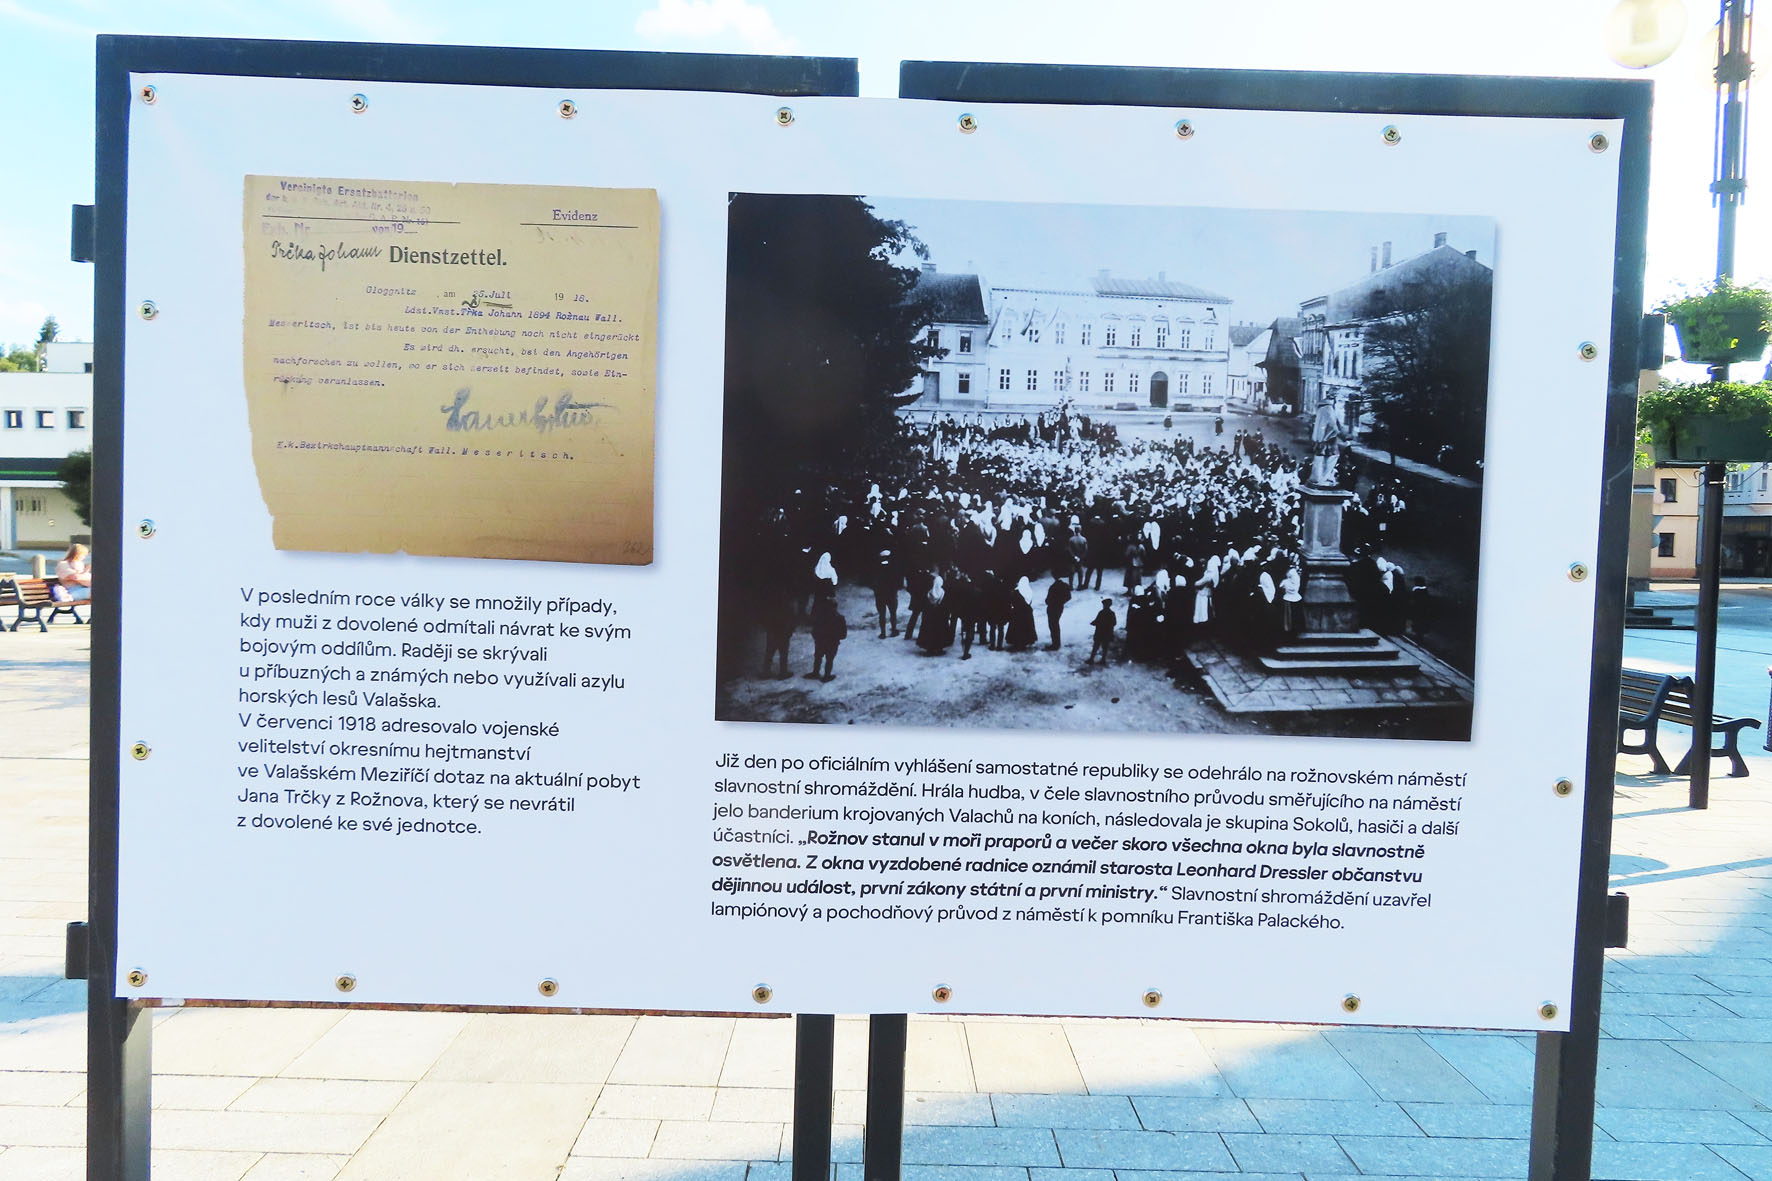 Vereinigte Ersatzbatterien
Evidenz
von 19
Trčka Johann Dienstzettel.
Gloggnitz, am 25. Juli 1918.
Ldst.Vmst.Trka Johann 1894 Rožnau Wall.
Meseritsch, ist bis heute von der Enthebung noch nicht eingerückt
Es wird dh. ersucht, bei den Angehörigen
nachforschen zu wollen, wo er sich derzeit befindet, sowie Ein-
rückung veranlassen.
K.k.Bezirkshauptmannschaft Wall. Meseritsch.
V posledním roce války se množily případy,
kdy muži z dovolené odmítali návrat ke svým
bojovým oddílům. Raději se skrývali
u příbuzných a známých nebo využívali azylu
horských lesů Valašska.
V červenci 1918 adresovalo vojenské
velitelství okresnímu hejtmanství
ve Valašském Meziříčí dotaz na aktuální pobyt
Jana Trčky z Rožnova, který se nevrátil
z dovolené ke své jednotce.
Již den po oficiálním vyhlášení samostatné republiky se odehrálo na rožnovském náměstí
slavnostní shromáždění. Hrála hudba, v čele slavnostního průvodu směřujícího na náměstí
jelo banderium krojovaných Valachů na koních, následovala je skupina Sokolů, hasiči a další
účastníci. „Rožnov stanul v moři praporů a večer skoro všechna okna byla slavnostně
osvětlena. Z okna vyzdobené radnice oznámil starosta Leonhard Dressler občanstvu
dějinnou událost, první zákony státní a první ministry.“ Slavnostní shromáždění uzavřel
lampiónový a pochodňový průvod z náměstí k pomníku Františka Palackého.